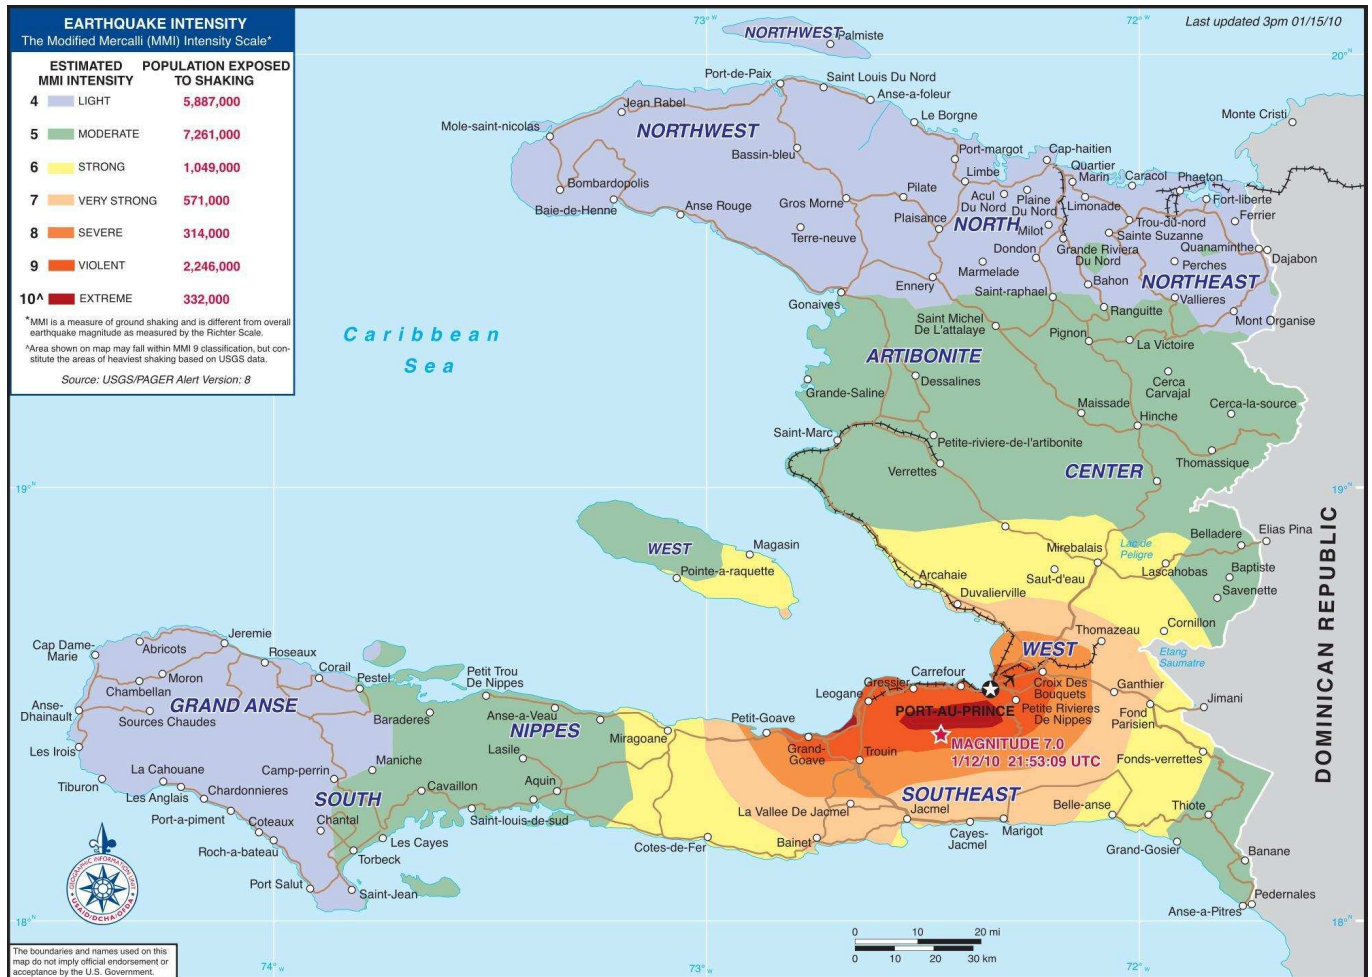 EARTHQUAKE INTENSITY
The Modified Mercalli (MMI) Intensity Scale*
ESTIMATED MMI INTENSITY
POPULATION EXPOSED TO SHAKING
4 LIGHT 5,887,000
5 MODERATE 7,261,000
6 STRONG 1,049,000
7 VERY STRONG 571,000
8 SEVERE 314,000
9 VIOLENT 2,246,000
10^ EXTREME 332,000
*MMI is a measure of ground shaking and is different from overall
earthquake magnitude as measured by the Richter Scale.
^Area shown on map may fall within MMI 9 classification, but con-
stitute the areas of heaviest shaking based on USGS data.
Source: USGS/PAGER Alert Version: 8
73° W
72° W
Last updated 3pm 01/15/10
20° N
NORTHWEST
Palmiste
Port-de-Paix
Saint Louis Du Nord
Anse-a-foleur
Jean Rabel
Le Borgne
Monte Cristi
Mole-saint-nicolas
NORTHWEST
Bassin-bleu
Port-margot
Cap-haitien
Limbe
Quartier
Marin
Caracol
Phaeton
Bombardopolis
Baie-de-Henne
Anse Rouge
Gros Morne
Pilate
Acul
Du Nord
Plaine
Du Nord
Limonade
Fort-liberte
Ferrier
Plaisance
NORTH
Milot
Trou-du-nord
Sainte Suzanne
Terre-neuve
Dondon
Grande Riviera
Du Nord
Quanaminthe
Dajabon
Perches
Marmelade
NORTHEAST
Ennery
Saint-raphael
Bahon
Vallieres
Gonaives
Ranguitte
Mont Organise
Saint Michel
De L'attalaye
Pignon
La Victoire
Caribbean
Sea
ARTIBONITE
Dessalines
Cerca
Carvajal
Grande-Saline
Maissade
Cerca-la-source
Hinche
Saint-Marc
Petite-riviere-de-l'artibonite
Verrettes
CENTER
Thomassique
19° N
19° N
WEST
Magasin
Pointe-a-raquette
Mirebalais
Lac de
Peligre
Belladere
Elias Pina
Saut-d'eau
Lascahobas
Baptiste
Savenette
Arcahaie
Duvalierville
Cornillon
Thomazeau
WEST
Etang
Saumatre
DOMINICAN REPUBLIC
Cap Dame-
Marie
Abricots
Jeremie
Roseaux
Corail
Moron
Chambellan
Pestel
Petit Trou
De Nippes
Carrefour
Gressier
Leogane
Croix Des
Bouquets
Ganthier
Jimani
GRAND ANSE
Anse-
Dhainault
Sources Chaudes
Baraderes
Anse-a-Veau
NIPPES
Petit-Goave
PORT-AU-PRINCE
Petite Rivieres
De Nippes
Fond
Parisien
Les Irois
Miragoane
Grand-
Goave
Trouin
MAGNITUDE 7.0
1/12/10 21:53:09 UTC
Fonds-verrettes
Lasile
Maniche
Tiburon
La Cahouane
Camp-perrin
Aquin
Les Anglais
Chardonnieres
Cavaillon
SOUTH
SOUTHEAST
La Vallee De Jacmel
Jacmel
Belle-anse
Thiote
Port-a-piment
Coteaux
Chantal
Saint-louis-de-sud
Roch-a-bateau
Les Cayes
Torbeck
Cotes-de-Fer
Bainet
Cayes-
Jacmel
Marigot
Grand-Gosier
Banane
Port Salut
Saint-Jean
Pedernales
Anse-a-Pitres
18° N
18° N
GEOGRAPHIC INFORMATION UNIT
USAID/DCHA/OFDA
0 10 20 mi
0 10 20 30 km
The boundaries and names used on this
map do not imply official endorsement or
acceptance by the U.S. Government.
74° W
73° W
72° W